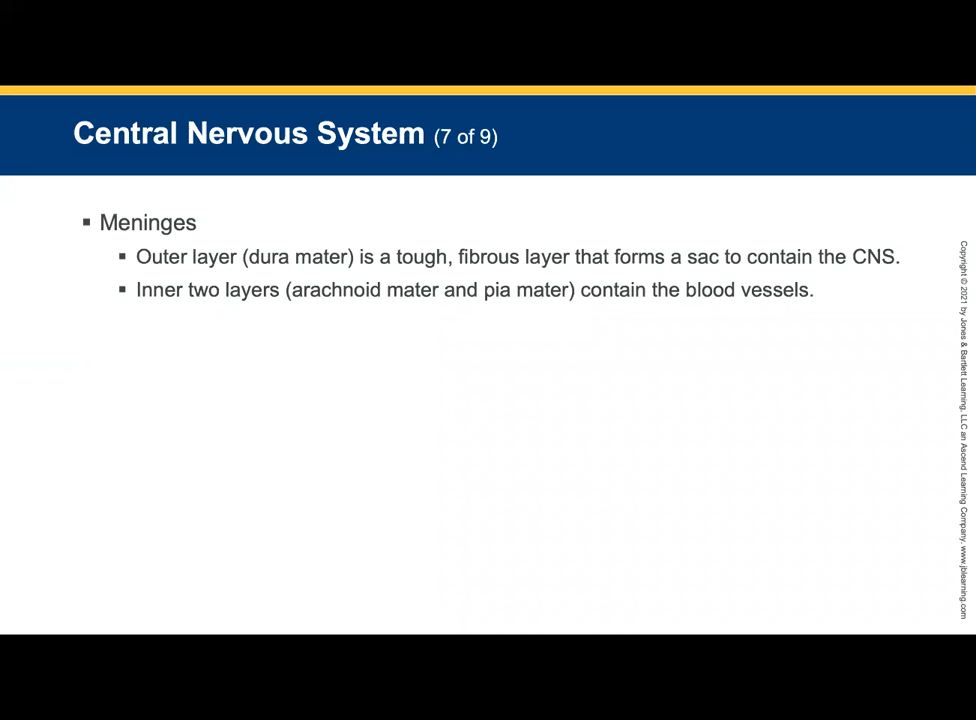 Central Nervous System (7 of 9)
▪ Meninges
▪ Outer layer (dura mater) is a tough, fibrous layer that forms a sac to contain the CNS.
▪ Inner two layers (arachnoid mater and pia mater) contain the blood vessels.
Copyright © 2021 by Jones & Bartlett Learning, LLC an Ascend Learning Company. www.jblearning.com